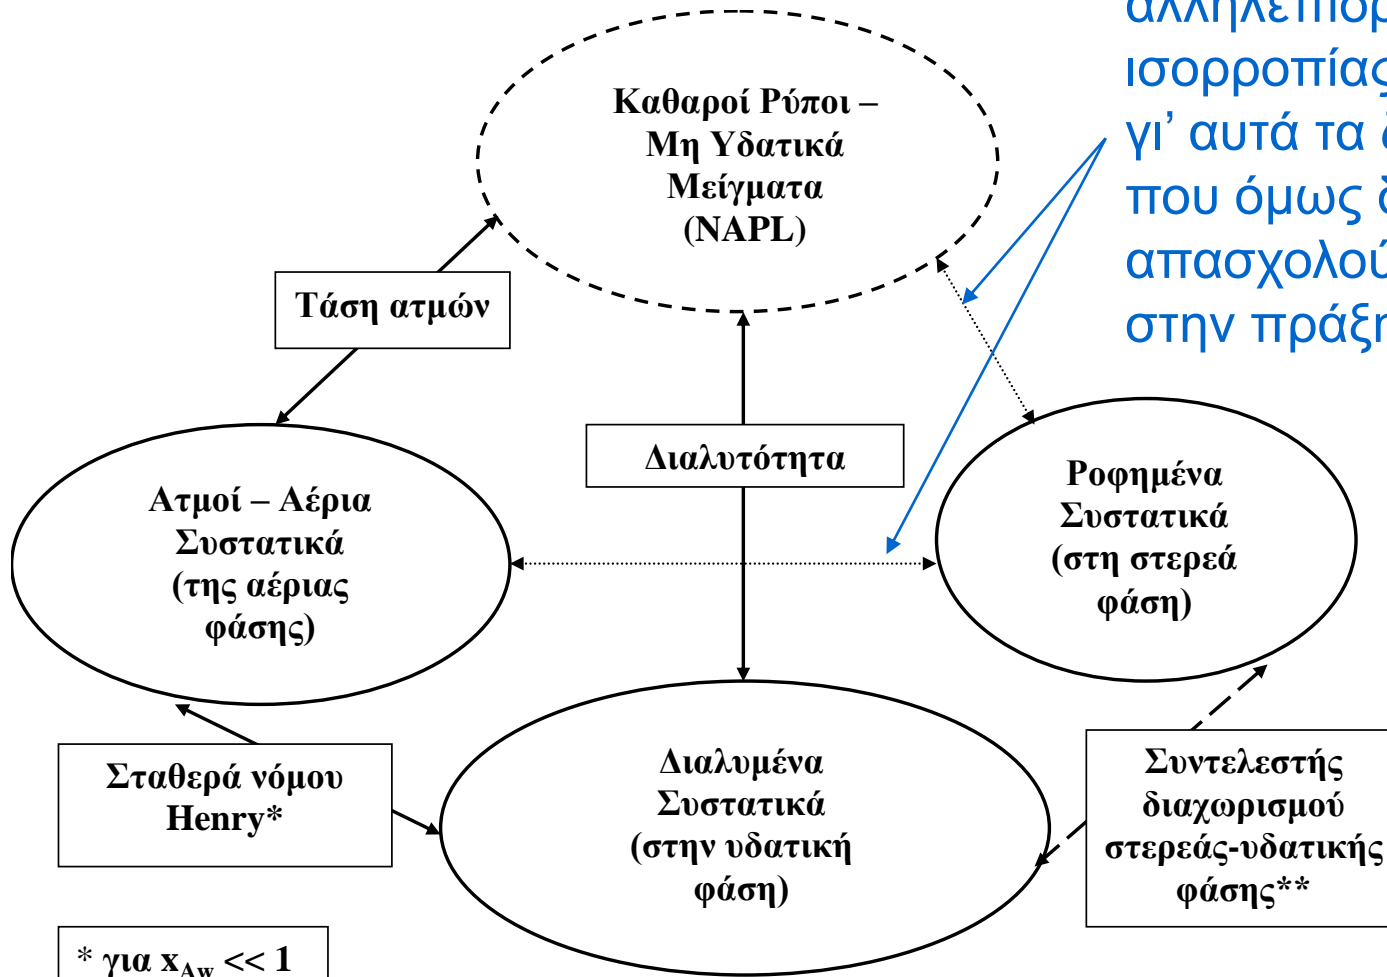 ισορροπίας
γι’ αυτά τα
που όμως
στην πράξη
Καθαροί Ρύποι –
Μη Υδατικά
Μείγματα
(NAPL)
Τάση ατμών
Διαλυτότητα
Ατμοί – Αέρια
Συστατικά
(της αέριας
φάσης)
Ροφημένα
Συστατικά
(στη στερεά
φάση)
Σταθερά νόμου
Henry*
Διαλυμένα
Συστατικά
(στην υδατική
φάση)
Συντελεστής
διαχωρισμού
στερεάς-υδατικής
φάσης**
* για xAw << 1